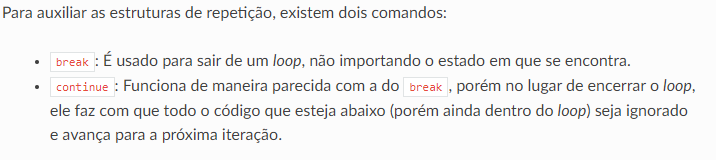 Para auxiliar as estruturas de repetição, existem dois comandos:
• break: É usado para sair de um loop, não importando o estado em que se encontra.
• continue: Funciona de maneira parecida com a do break, porém no lugar de encerrar o loop,
ele faz com que todo o código que esteja abaixo (porém ainda dentro do loop) seja ignorado
e avança para a próxima iteração.